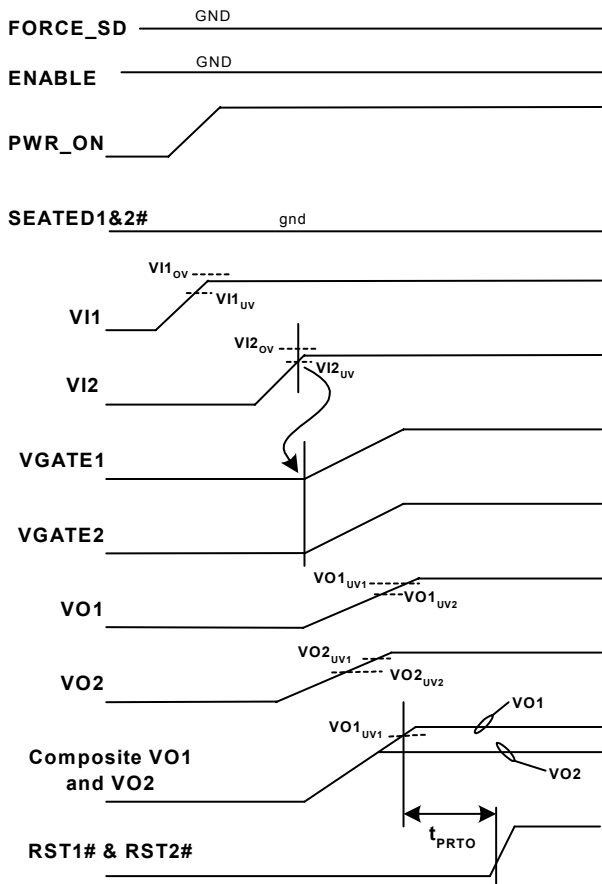 FORCE_SD GND
ENABLE GND
PWR_ON
SEATED1&2# gnd
VI1OV
VI1UV
VI1
VI2OV
VI2UV
VI2
VGATE1
VGATE2
VO1UV1
VO1UV2
VO1
VO2UV1
VO2UV2
VO2
VO1
VO1UV1
Composite VO1
and VO2
VO2
tPRTO
RST1# & RST2#